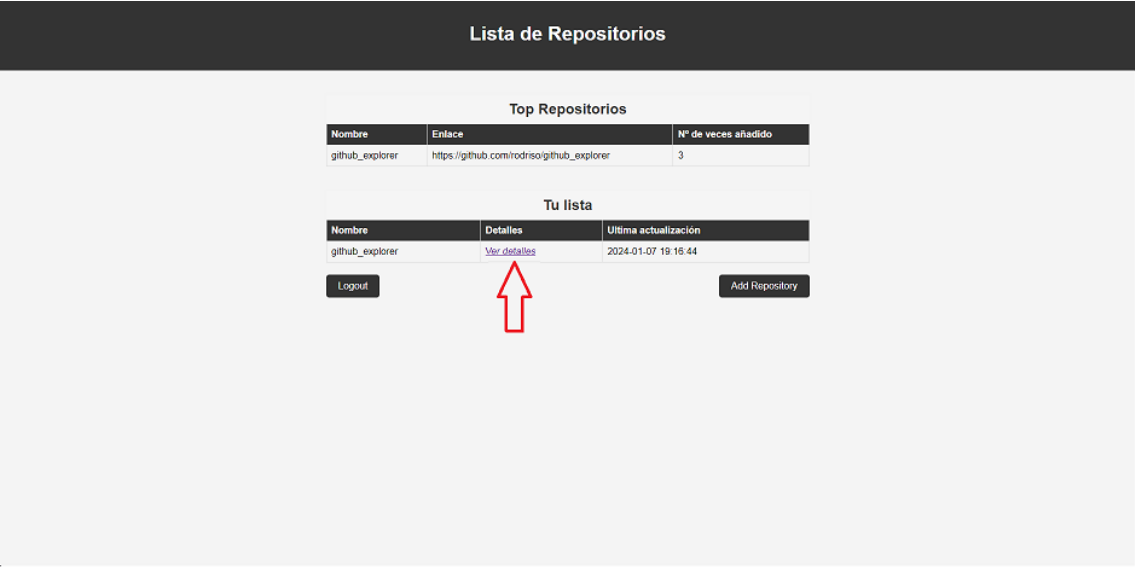 Lista de Repositorios
Top Repositorios
Nombre Enlace Nº de veces añadido
github_explorer https://github.com/rodriso/github_explorer 3
Tu lista
Nombre Detalles Ultima actualización
github_explorer Ver detalles 2024-01-07 19:16:44
Logout Add Repository